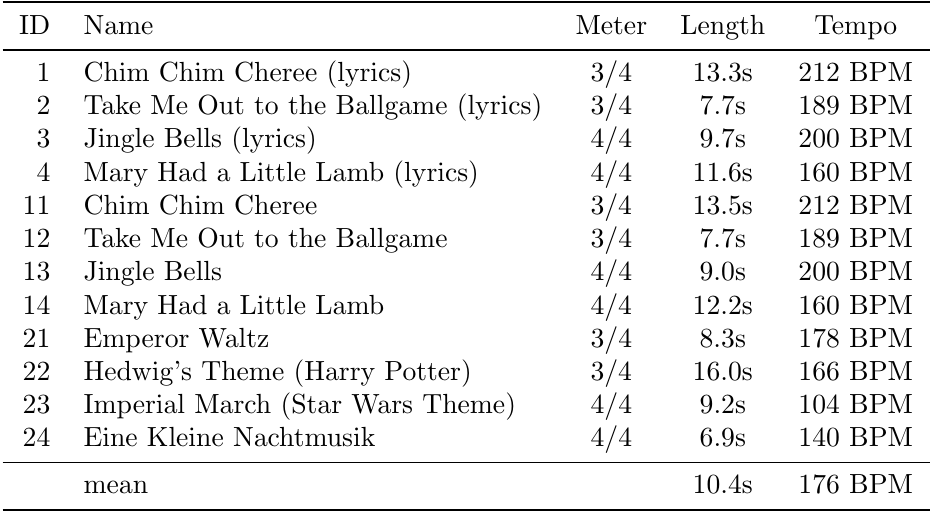 ID Name Meter Length Tempo
1 Chim Chim Cheree (lyrics) 3/4 13.3s 212 BPM
2 Take Me Out to the Ballgame (lyrics) 3/4 7.7s 189 BPM
3 Jingle Bells (lyrics) 4/4 9.7s 200 BPM
4 Mary Had a Little Lamb (lyrics) 4/4 11.6s 160 BPM
11 Chim Chim Cheree 3/4 13.5s 212 BPM
12 Take Me Out to the Ballgame 3/4 7.7s 189 BPM
13 Jingle Bells 4/4 9.0s 200 BPM
14 Mary Had a Little Lamb 4/4 12.2s 160 BPM
21 Emperor Waltz 3/4 8.3s 178 BPM
22 Hedwig's Theme (Harry Potter) 3/4 16.0s 166 BPM
23 Imperial March (Star Wars Theme) 4/4 9.2s 104 BPM
24 Eine Kleine Nachtmusik 4/4 6.9s 140 BPM
mean 10.4s 176 BPM